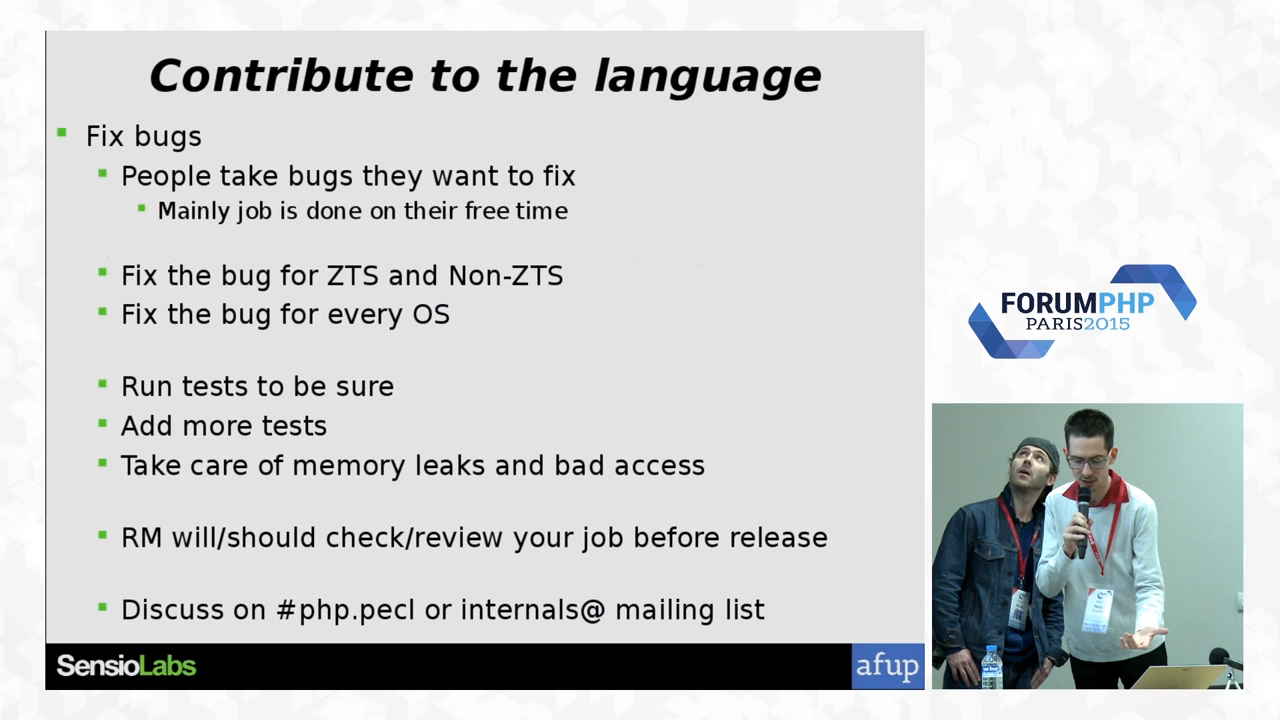 Contribute to the language
Fix bugs
People take bugs they want to fix
Mainly job is done on their free time
Fix the bug for ZTS and Non-ZTS
Fix the bug for every OS
Run tests to be sure
Add more tests
Take care of memory leaks and bad access
RM will/should check/review your job before release
Discuss on #php.pecl or internals@ mailing list
SensioLabs
afup
FORUMPHP
PARIS2015